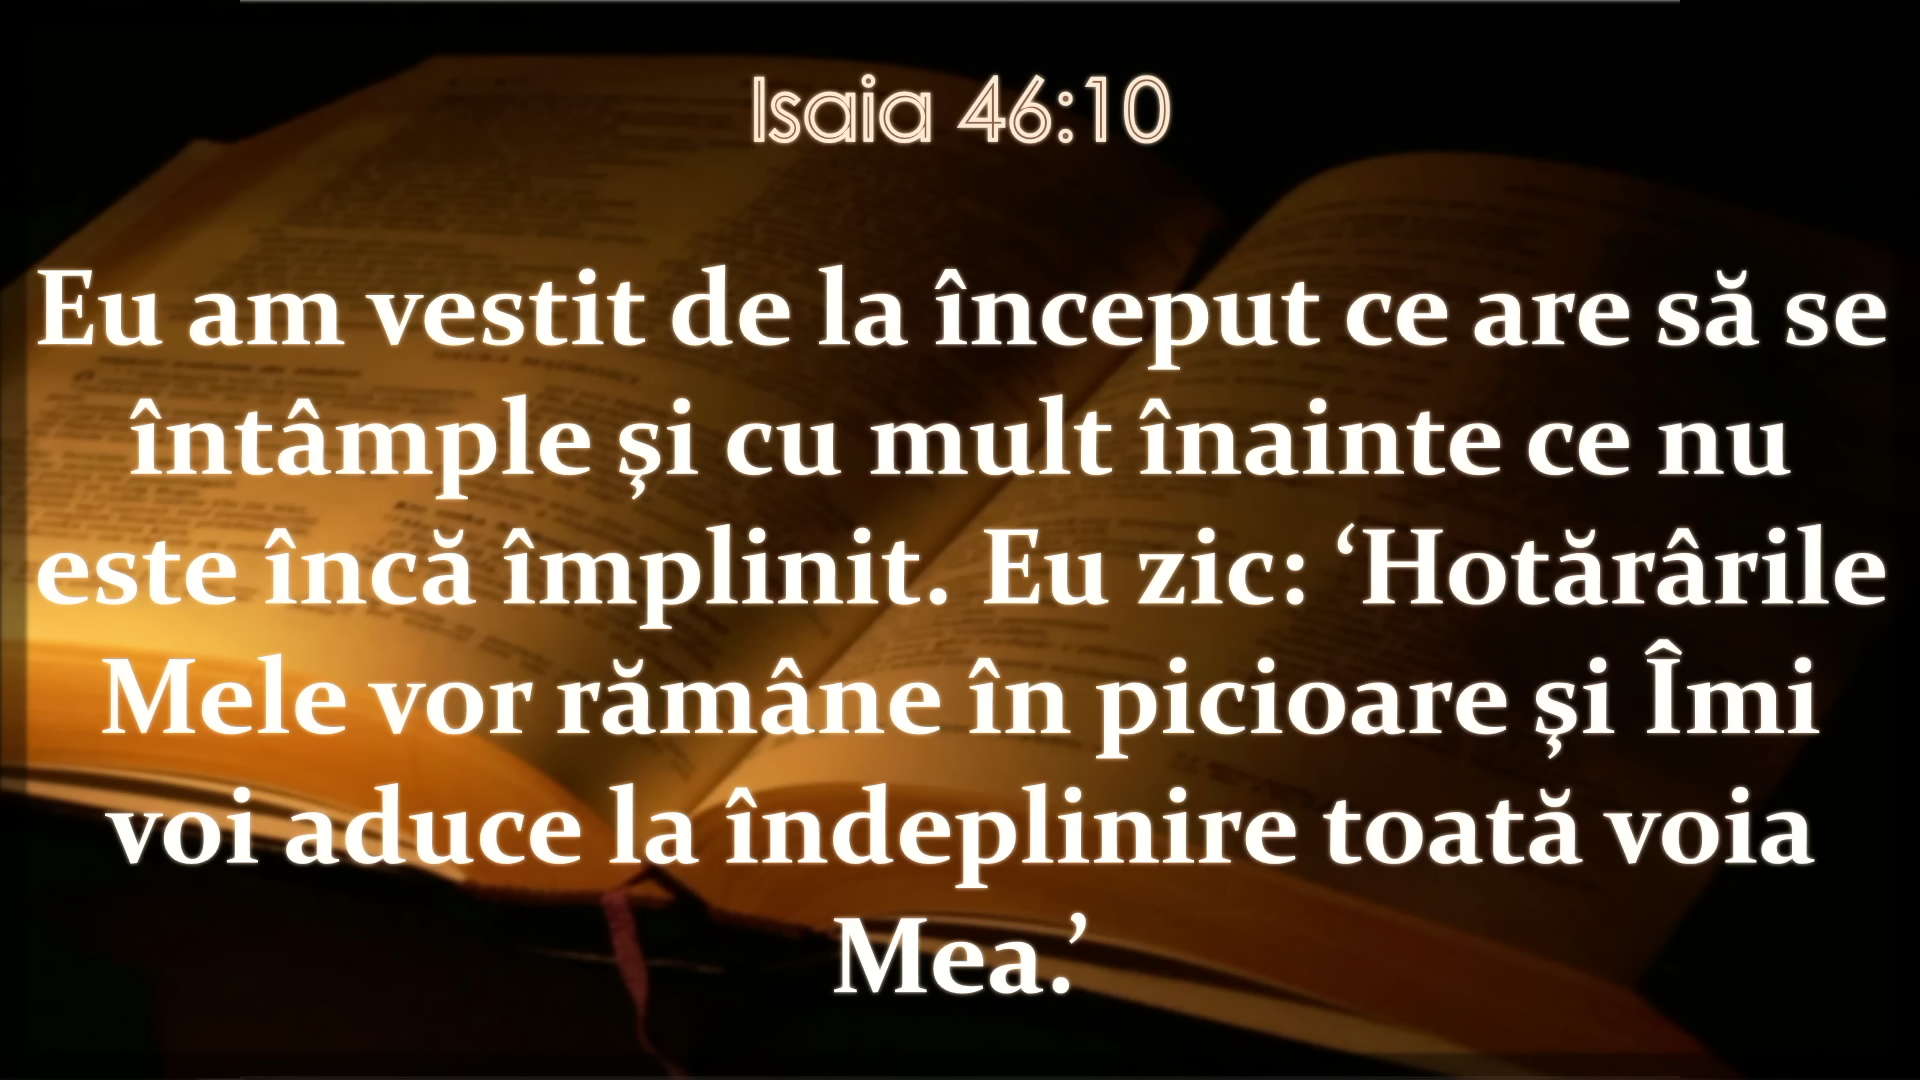 Isaia 46:10
Eu am vestit de la început ce are să se
întâmple şi cu mult înainte ce nu
este încă împlinit. Eu zic: ‘Hotărârile
Mele vor rămâne în picioare şi Îmi
voi aduce la îndeplinire toată voia
Mea.’